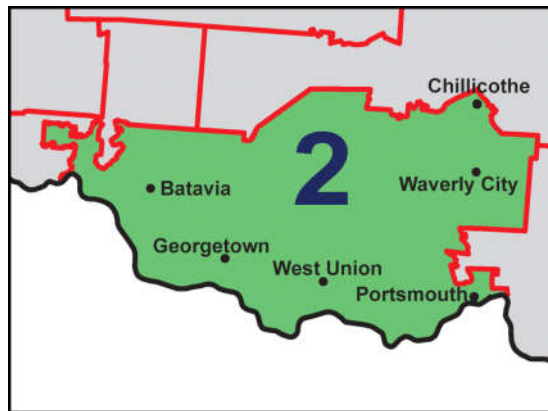 Chillicothe
2
Waverly City
Batavia
Georgetown
West Union
Portsmouth